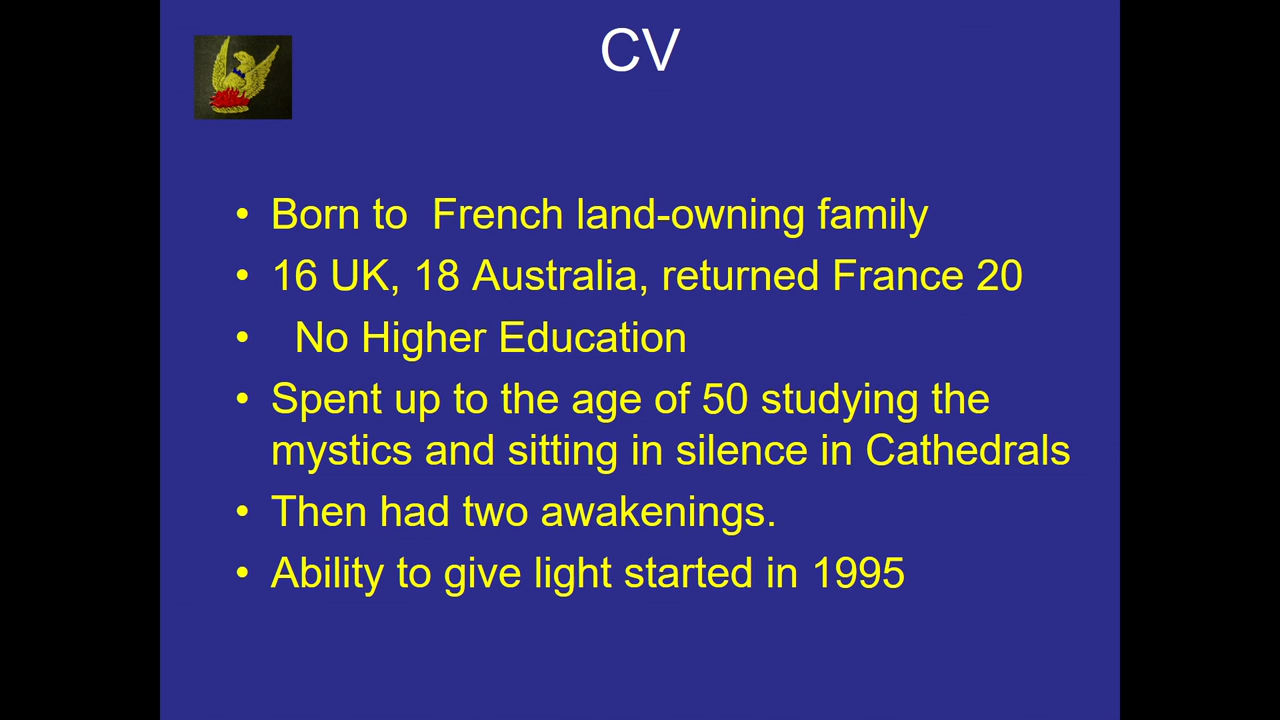 CV
• Born to  French land-owning family
• 16 UK, 18 Australia, returned France 20
•  No Higher Education
• Spent up to the age of 50 studying the
mystics and sitting in silence in Cathedrals
• Then had two awakenings.
• Ability to give light started in 1995